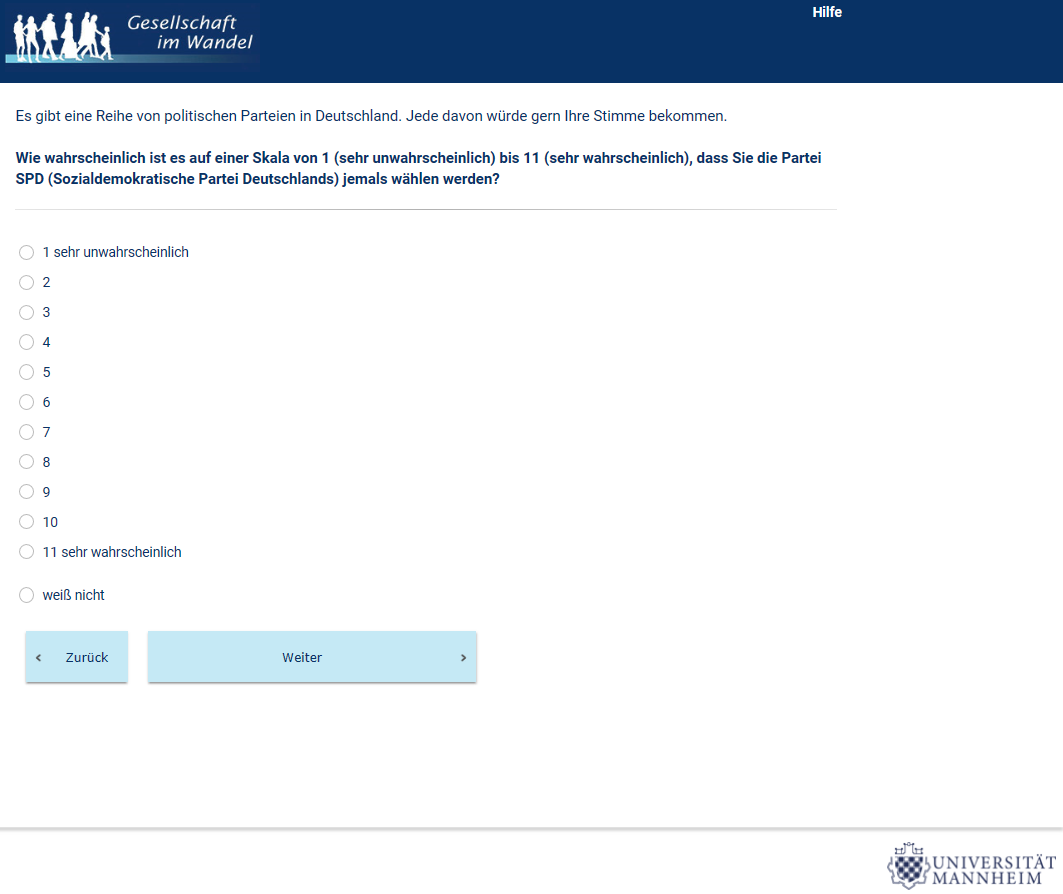 Gesellschaft
im Wandel
Hilfe
Es gibt eine Reihe von politischen Parteien in Deutschland. Jede davon würde gern Ihre Stimme bekommen.
Wie wahrscheinlich ist es auf einer Skala von 1 (sehr unwahrscheinlich) bis 11 (sehr wahrscheinlich), dass Sie die Partei
SPD (Sozialdemokratische Partei Deutschlands) jemals wählen werden?
1 sehr unwahrscheinlich
2
3
4
5
6
7
8
9
10
11 sehr wahrscheinlich
weiß nicht
‹ Zurück
Weiter ›
UNIVERSITÄT
MANNHEIM